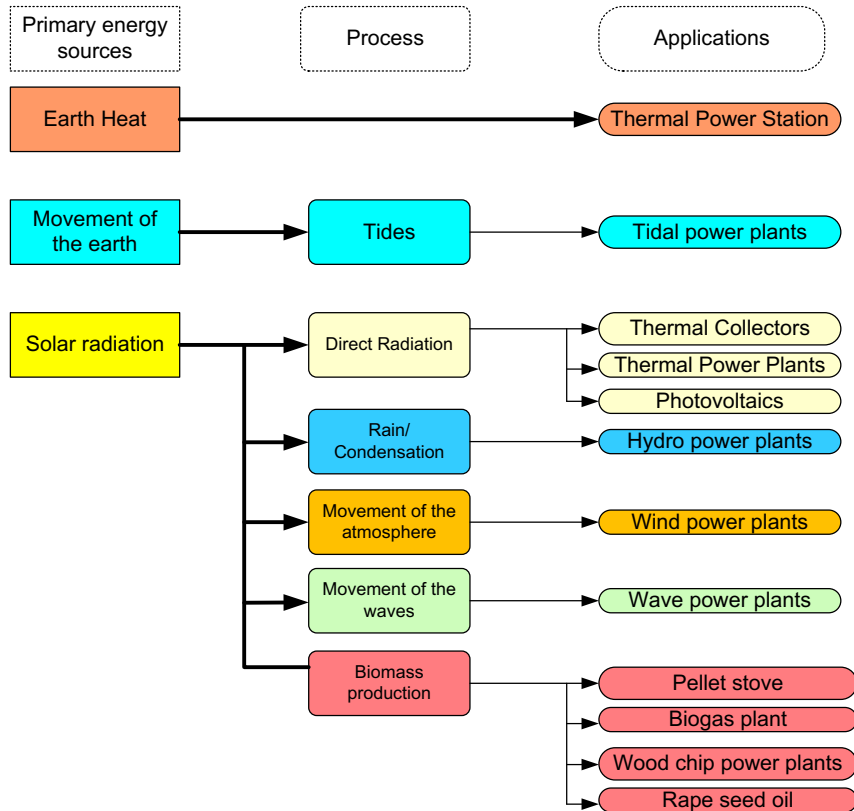 Primary energy
sources
Process
Applications
Earth Heat
Thermal Power Station
Movement of
the earth
Tides
Tidal power plants
Solar radiation
Direct Radiation
Thermal Collectors
Thermal Power Plants
Photovoltaics
Rain/
Condensation
Hydro power plants
Movement of the
atmosphere
Wind power plants
Movement of the
waves
Wave power plants
Biomass
production
Pellet stove
Biogas plant
Wood chip power plants
Rape seed oil